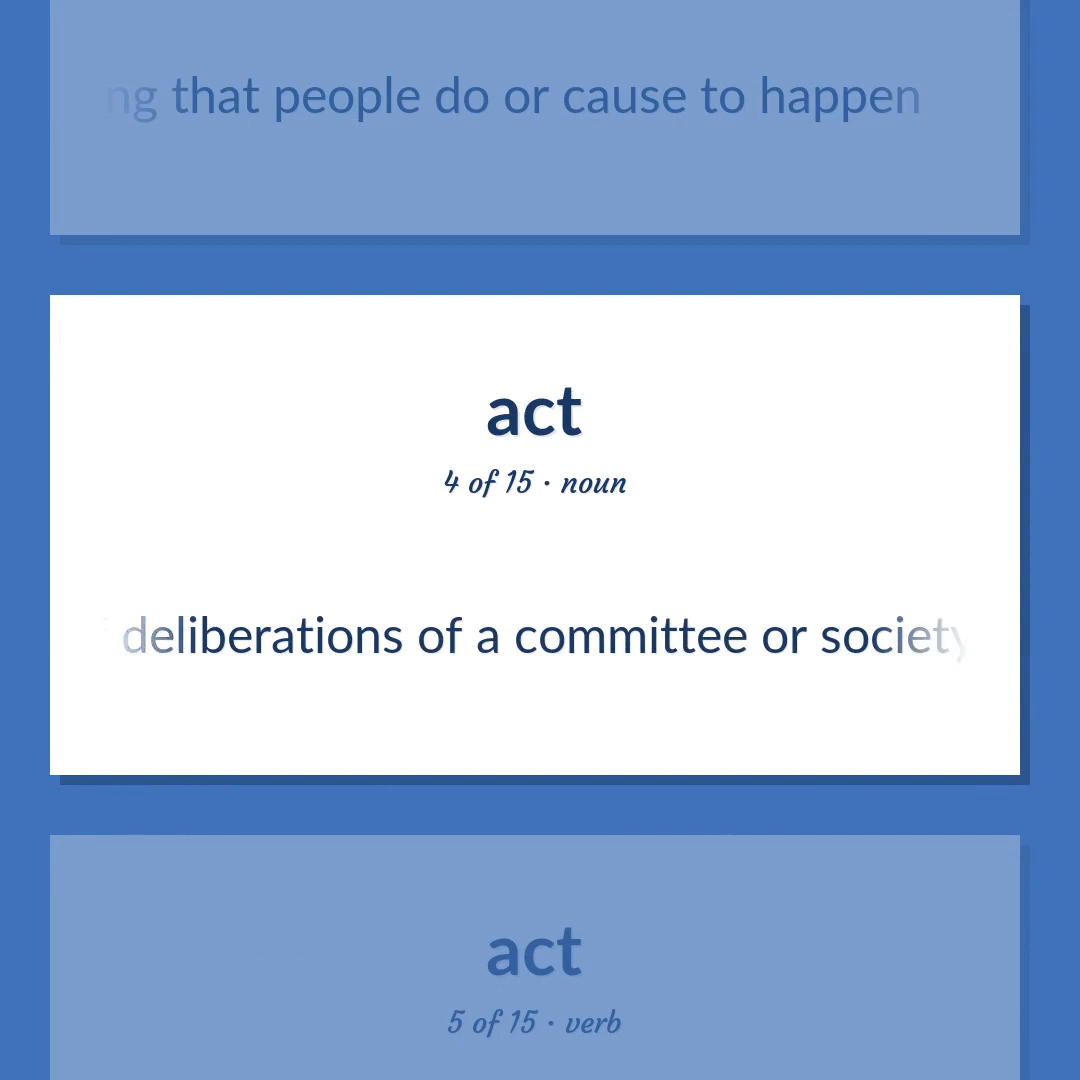 ng that people do or cause to happen
act
4 of 15 · noun
deliberations of a committee or society
act
5 of 15 · verb